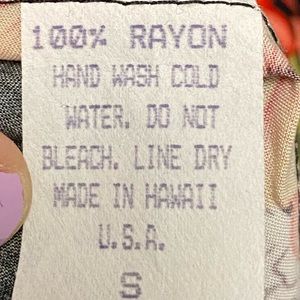 100% RAYON
HAND WASH COLD
WATER. DO NOT
BLEACH. LINE DRY
MADE IN HAWAII
U.S.A.
S